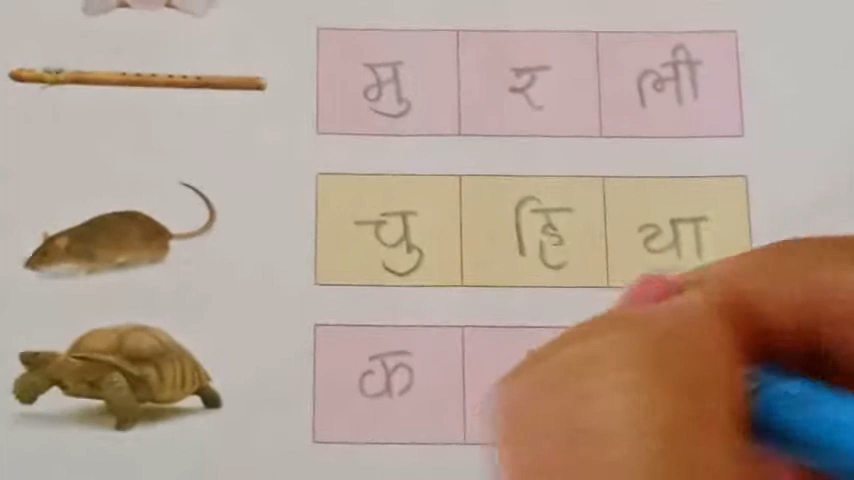 मु र ली
चु हि या
क